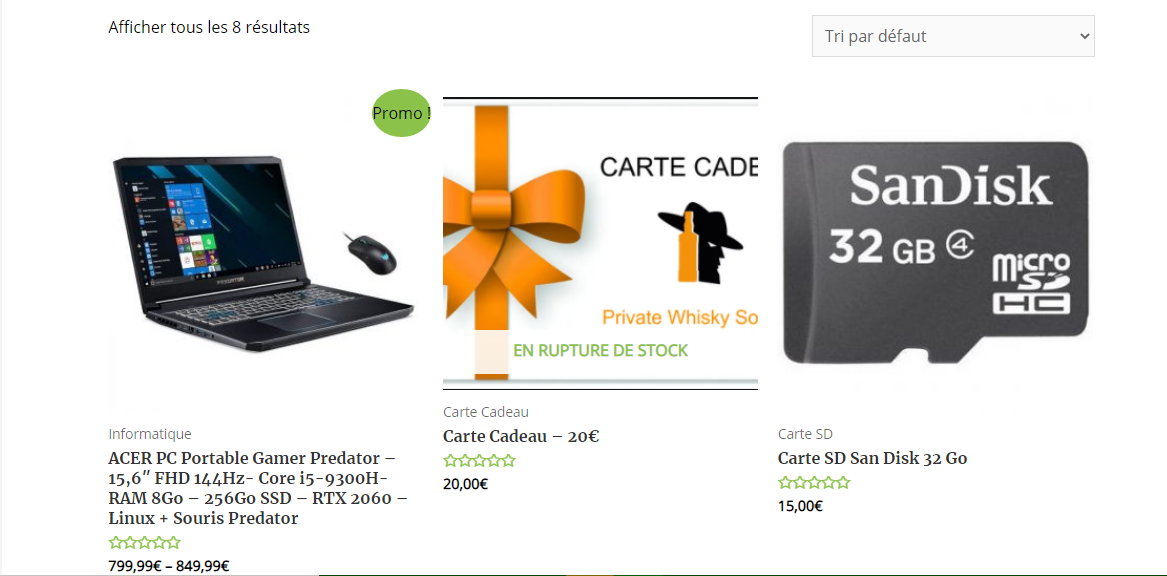 Afficher tous les 8 résultats
Tri par défaut
Promo !
PREDATOR
CARTE CADE
Private Whisky So
EN RUPTURE DE STOCK
SanDisk
32 GB 4
micro
SD
HC
Informatique
ACER PC Portable Gamer Predator –
15,6″ FHD 144Hz- Core i5-9300H-
RAM 8Go – 256Go SSD – RTX 2060 –
Linux + Souris Predator
799,99€ – 849,99€
Carte Cadeau
Carte Cadeau – 20€
20,00€
Carte SD
Carte SD San Disk 32 Go
15,00€